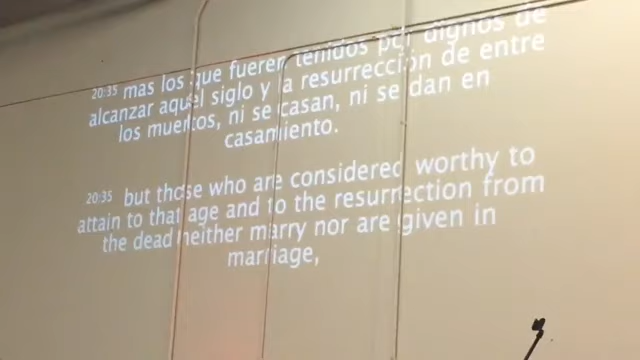 20:35 mas los que fueren tenidos por dignos de
alcanzar aquel siglo y la resurrección de entre
los muertos, ni se casan, ni se dan en
casamiento.
20:35 but those who are considered worthy to
attain to that age and to the resurrection from
the dead neither marry nor are given in
marriage,